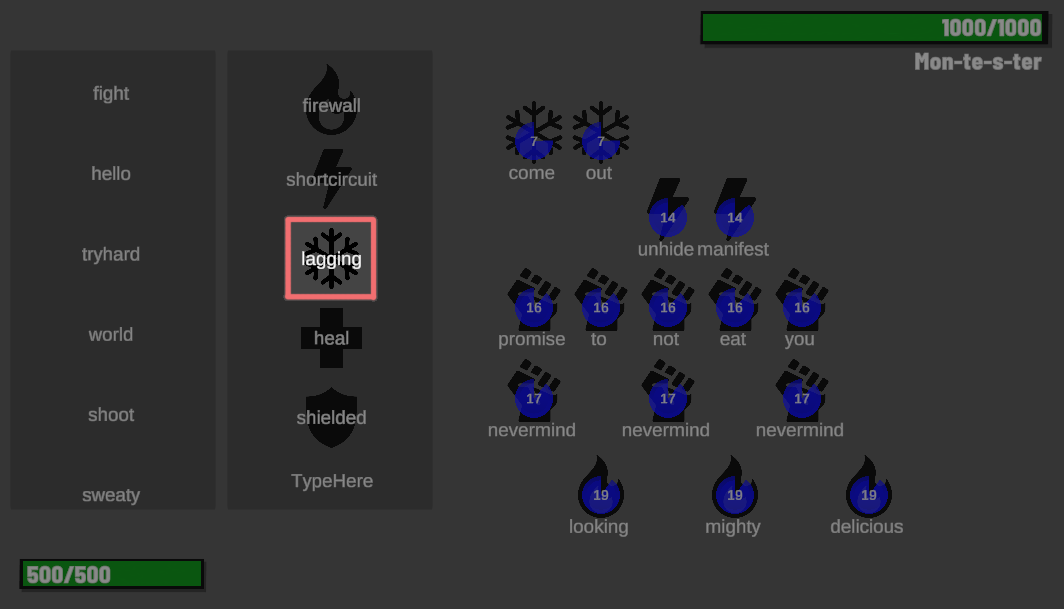 1000/1000
Mon-te-s-ter
fight
hello
tryhard
world
shoot
sweaty
firewall
shortcircuit
lagging
heal
shielded
TypeHere
7 7
come out
14 14
unhide manifest
16 16 16 16 16
promise to not eat you
17 17 17
nevermind nevermind nevermind
19 19 19
looking mighty delicious
500/500